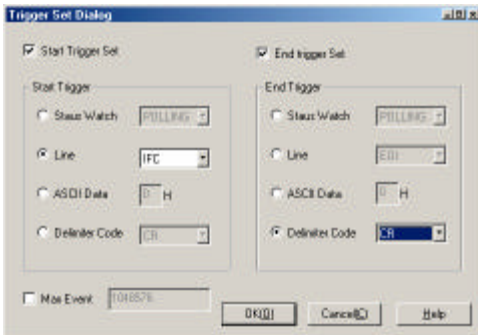 Trigger Set Dialog
Start Trigger Set
End trigger Set
Start Trigger
Staus Watch POLLING
Line IFC
ASCII Data 0 H
Delimiter Code CR
End Trigger
Staus Watch POLLING
Line EOI
ASCII Data 0 H
Delimiter Code CR
Max Event 1048576
OK(O) Cancel(C) Help